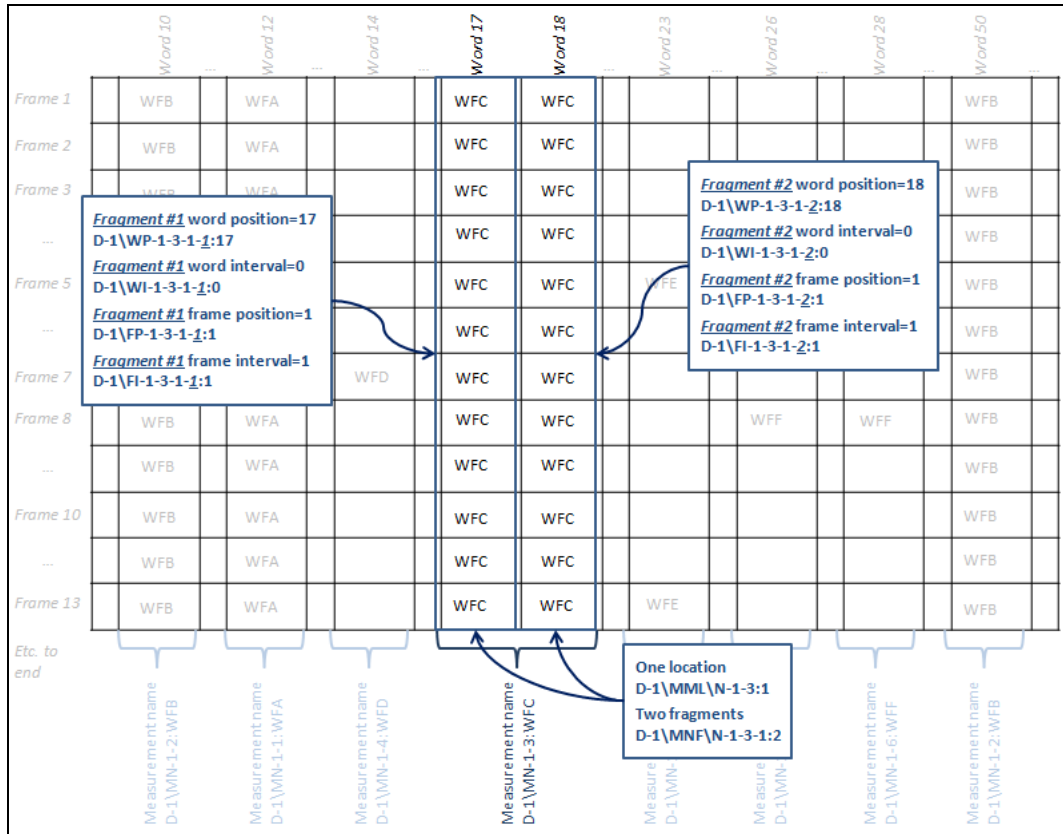 Word 10 ... Word 12 ... Word 14 ... Word 17 Word 18 ... Word 23 ... Word 26 ... Word 28 ... Word 50
Frame 1 WFB WFA WFC WFC WFB
Frame 2 WFB WFA WFC WFC WFB
Frame 3 WFB WFA WFC WFC WFB
... WFC WFC WFB
Frame 5 WFC WFC WFE WFB
... WFC WFC WFB
Frame 7 WFD WFC WFC WFB
Frame 8 WFB WFA WFC WFC WFF WFF WFB
... WFB WFA WFC WFC WFB
Frame 10 WFB WFA WFC WFC WFB
... WFB WFA WFC WFC WFB
Frame 13 WFB WFA WFC WFC WFE WFB
Etc. to
end
Fragment #1 word position=17
D-1\WP-1-3-1-1:17
Fragment #1 word interval=0
D-1\WI-1-3-1-1:0
Fragment #1 frame position=1
D-1\FP-1-3-1-1:1
Fragment #1 frame interval=1
D-1\FI-1-3-1-1:1
Fragment #2 word position=18
D-1\WP-1-3-1-2:18
Fragment #2 word interval=0
D-1\WI-1-3-1-2:0
Fragment #2 frame position=1
D-1\FP-1-3-1-2:1
Fragment #2 frame interval=1
D-1\FI-1-3-1-2:1
One location
D-1\MML\N-1-3:1
Two fragments
D-1\MNF\N-1-3-1:2
Measurement name
D-1\MN-1-2:WFB
Measurement name
D-1\MN-1-1:WFA
Measurement name
D-1\MN-1-4:WFD
Measurement name
D-1\MN-1-3:WFC
Measure
D-1\MN-
Measure
D-1\MN-
Measurement name
D-1\MN-1-6:WFF
Measurement name
D-1\MN-1-2:WFB